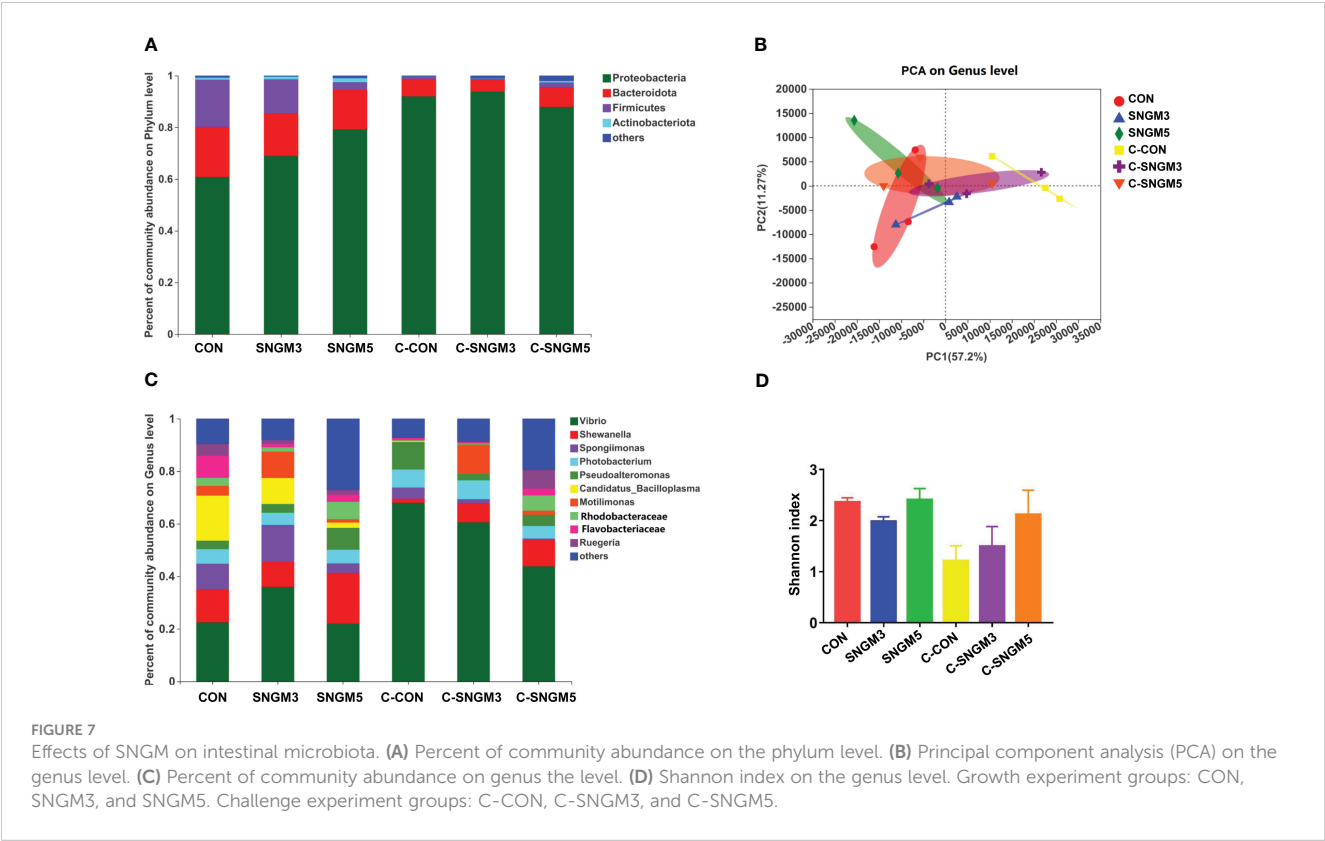 A
Percent of community abundance on Phylum level
1
0.8
0.6
0.4
0.2
0
CON SNGM3 SNGM5 C-CON C-SNGM3 C-SNGM5
Proteobacteria
Bacteroidota
Firmicutes
Actinobacteriota
others
B
PCA on Genus level
PC2(11.27%)
20000
15000
10000
5000
0
-5000
-10000
-15000
-20000
-25000
-30000 -25000 -20000 -15000 -10000 -5000 0 5000 10000 15000 20000 25000 30000 35000
PC1(57.2%)
CON
SNGM3
SNGM5
C-CON
C-SNGM3
C-SNGM5
C
Percent of community abundance on Genus level
1
0.8
0.6
0.4
0.2
0
CON SNGM3 SNGM5 C-CON C-SNGM3 C-SNGM5
Vibrio
Shewanella
Spongiimonas
Photobacterium
Pseudoalteromonas
Candidatus_Bacilloplasma
Motilimonas
Rhodobacteraceae
Flavobacteriaceae
Ruegeria
others
D
Shannon index
3
2
1
0
CON SNGM3 SNGM5 C-CON C-SNGM3 C-SNGM5
FIGURE 7
Effects of SNGM on intestinal microbiota. (A) Percent of community abundance on the phylum level. (B) Principal component analysis (PCA) on the
genus level. (C) Percent of community abundance on genus the level. (D) Shannon index on the genus level. Growth experiment groups: CON,
SNGM3, and SNGM5. Challenge experiment groups: C-CON, C-SNGM3, and C-SNGM5.